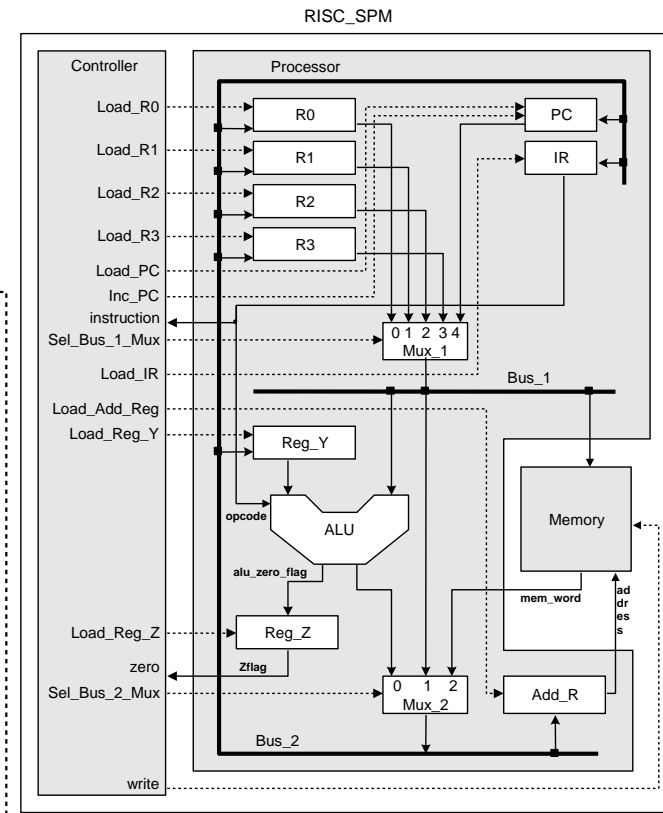 RISC_SPM
Controller
Processor
Load_R0
R0
PC
Load_R1
R1
IR
Load_R2
R2
Load_R3
R3
Load_PC
Inc_PC
instruction
0 1 2 3 4
Sel_Bus_1_Mux
Mux_1
Load_IR
Bus_1
Load_Add_Reg
Load_Reg_Y
Reg_Y
Memory
opcode
ALU
alu_zero_flag
mem_word
ad
dr
es
s
Load_Reg_Z
Reg_Z
zero
Zflag
Sel_Bus_2_Mux
0 1 2
Mux_2
Add_R
Bus_2
write